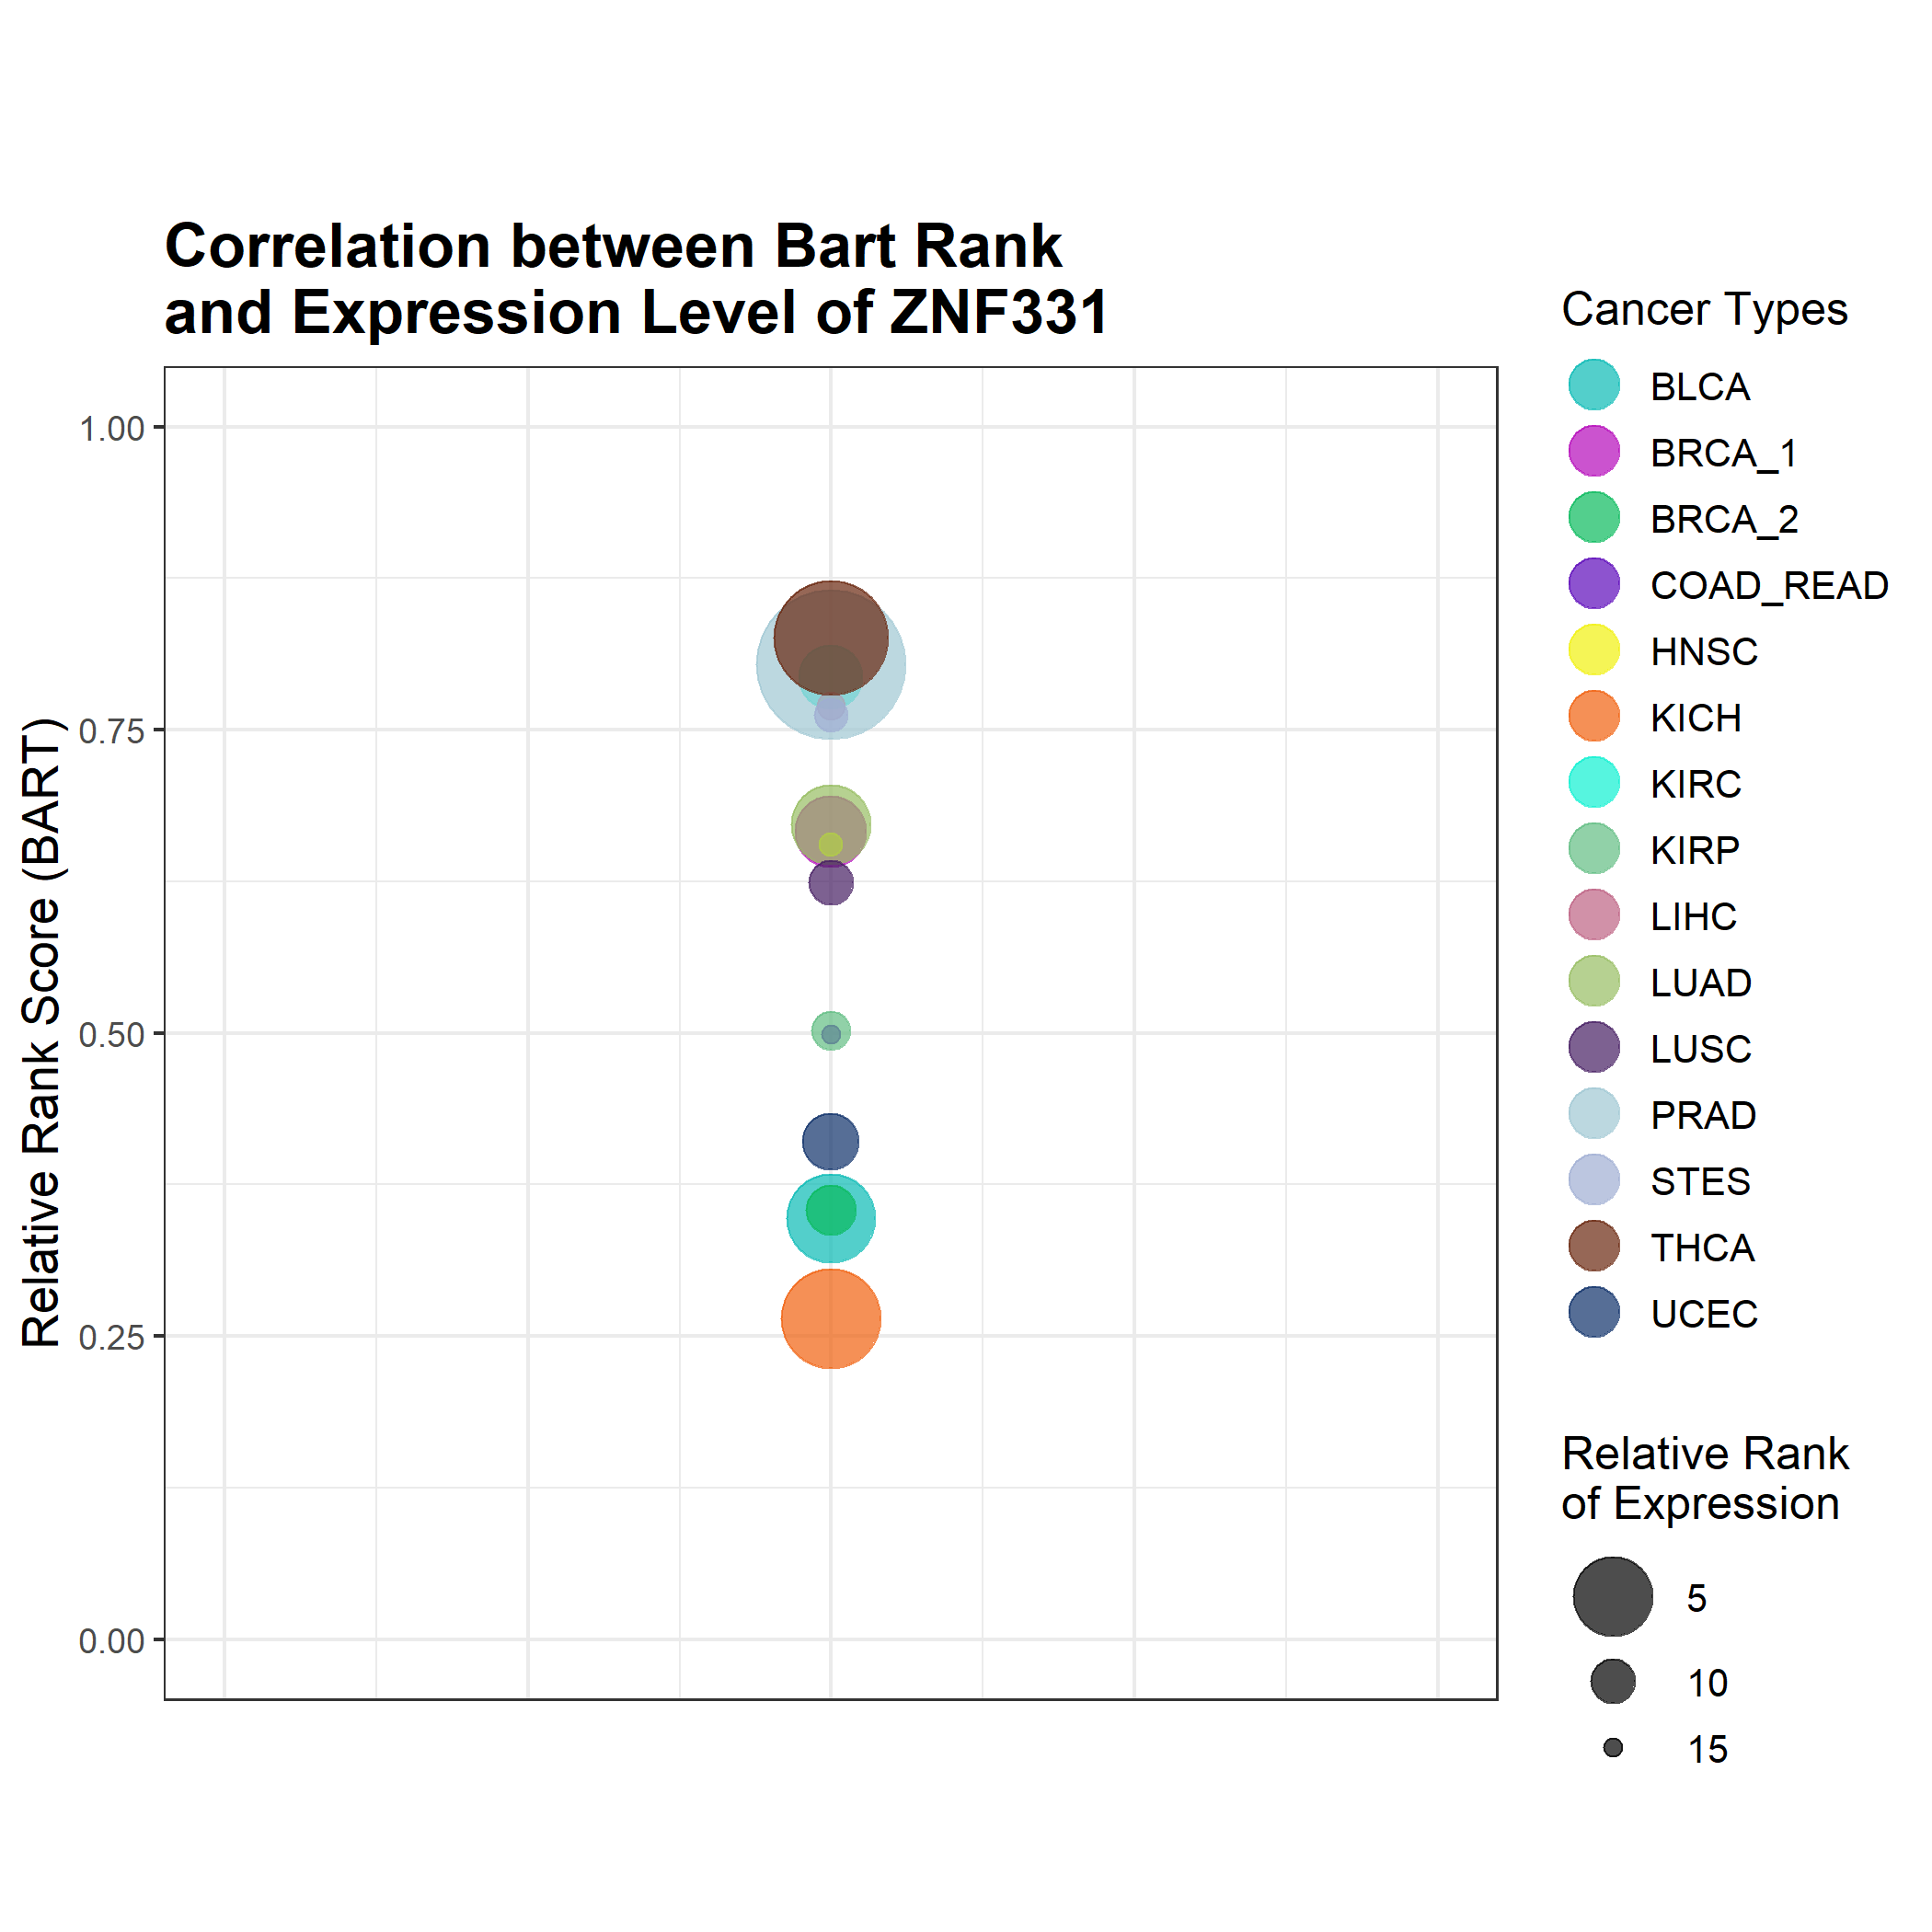 Correlation between Bart Rank
and Expression Level of ZNF331
Relative Rank Score (BART)
1.00
0.75
0.50
0.25
0.00
Cancer Types
BLCA
BRCA_1
BRCA_2
COAD_READ
HNSC
KICH
KIRC
KIRP
LIHC
LUAD
LUSC
PRAD
STES
THCA
UCEC
Relative Rank
of Expression
5
10
15